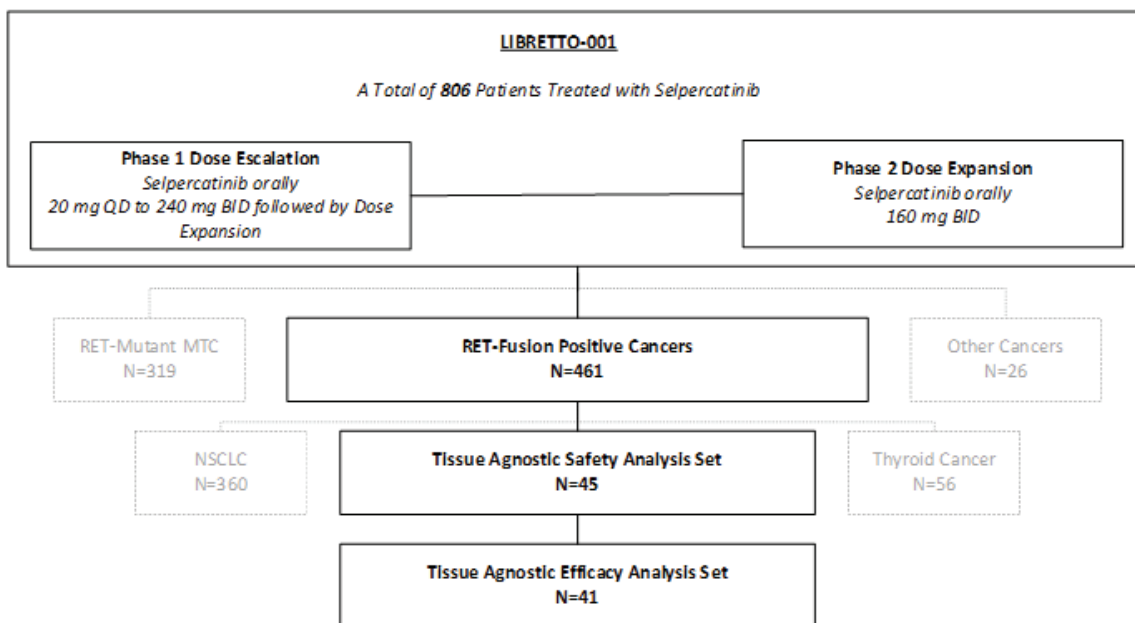 LIBRETTO-001
A Total of 806 Patients Treated with Selpercatinib
Phase 1 Dose Escalation
Selpercatinib orally
20 mg QD to 240 mg BID followed by Dose
Expansion
Phase 2 Dose Expansion
Selpercatinib orally
160 mg BID
RET-Mutant MTC
N=319
RET-Fusion Positive Cancers
N=461
Other Cancers
N=26
NSCLC
N=360
Tissue Agnostic Safety Analysis Set
N=45
Thyroid Cancer
N=56
Tissue Agnostic Efficacy Analysis Set
N=41